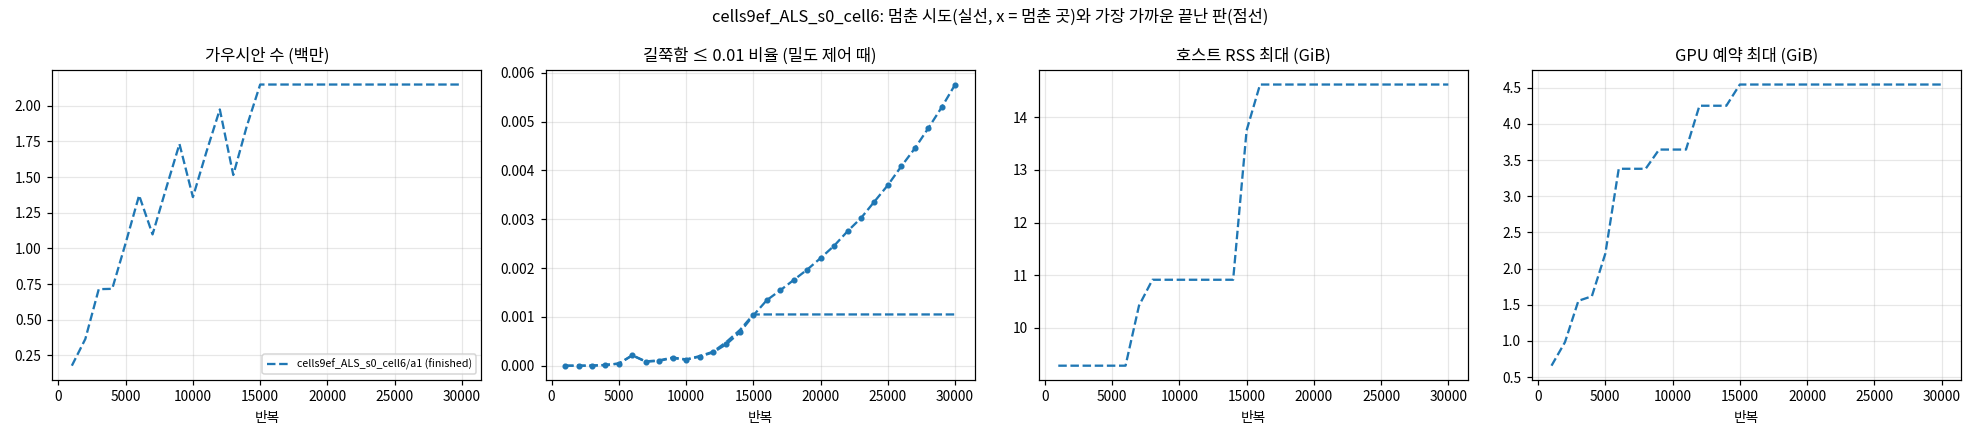 cells9ef_ALS_s0_cell6: 멈춘 시도(실선, x = 멈춘 곳)와 가장 가까운 끝난 판(점선)
가우시안 수 (백만)
2.00
1.75
1.50
1.25
1.00
0.75
0.50
0.25
cells9ef_ALS_s0_cell6/a1 (finished)
0 5000 10000 15000 20000 25000 30000
반복
길쭉함 ≤ 0.01 비율 (밀도 제어 때)
0.006
0.005
0.004
0.003
0.002
0.001
0.000
0 5000 10000 15000 20000 25000 30000
반복
호스트 RSS 최대 (GiB)
14
13
12
11
10
0 5000 10000 15000 20000 25000 30000
반복
GPU 예약 최대 (GiB)
4.5
4.0
3.5
3.0
2.5
2.0
1.5
1.0
0.5
0 5000 10000 15000 20000 25000 30000
반복